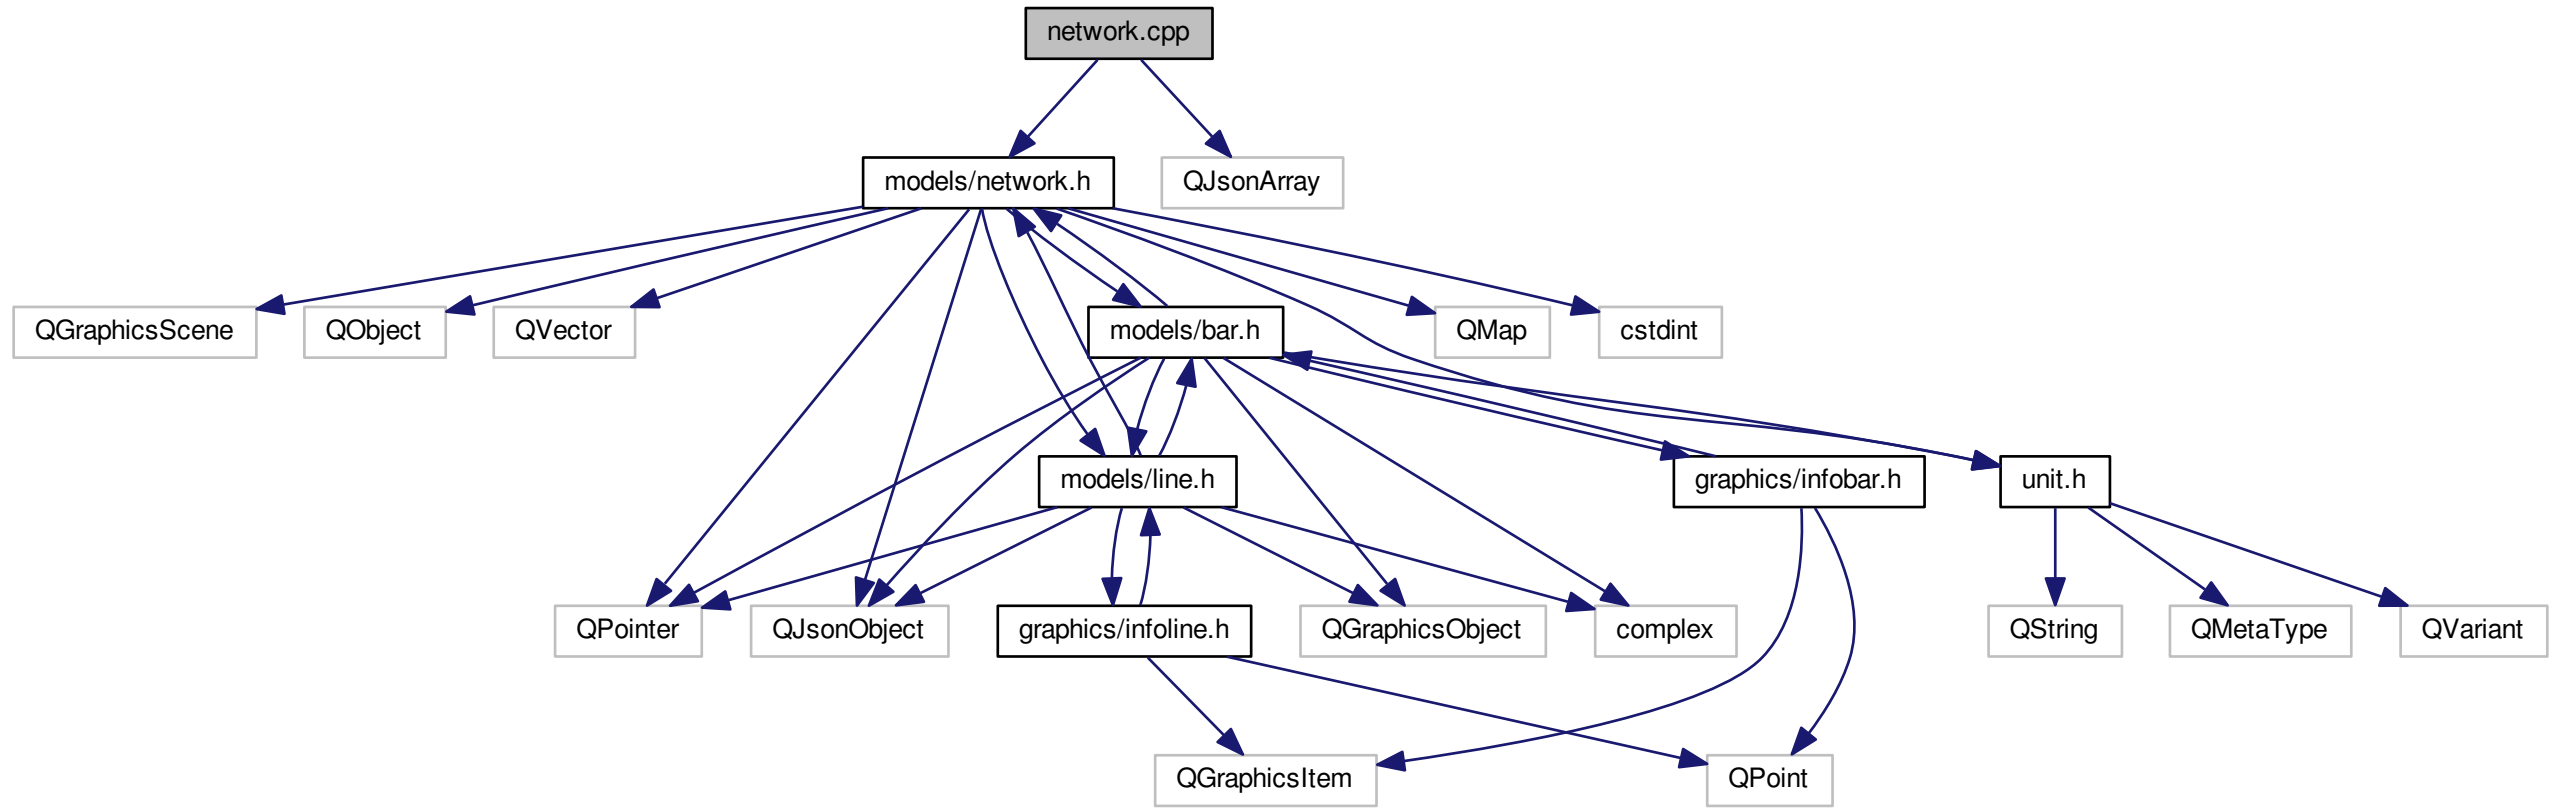 network.cpp
models/network.h
QJsonArray
QGraphicsScene
QObject
QVector
models/bar.h
QMap
cstdint
models/line.h
graphics/infobar.h
unit.h
QPointer
QJsonObject
graphics/infoline.h
QGraphicsObject
complex
QString
QMetaType
QVariant
QGraphicsItem
QPoint